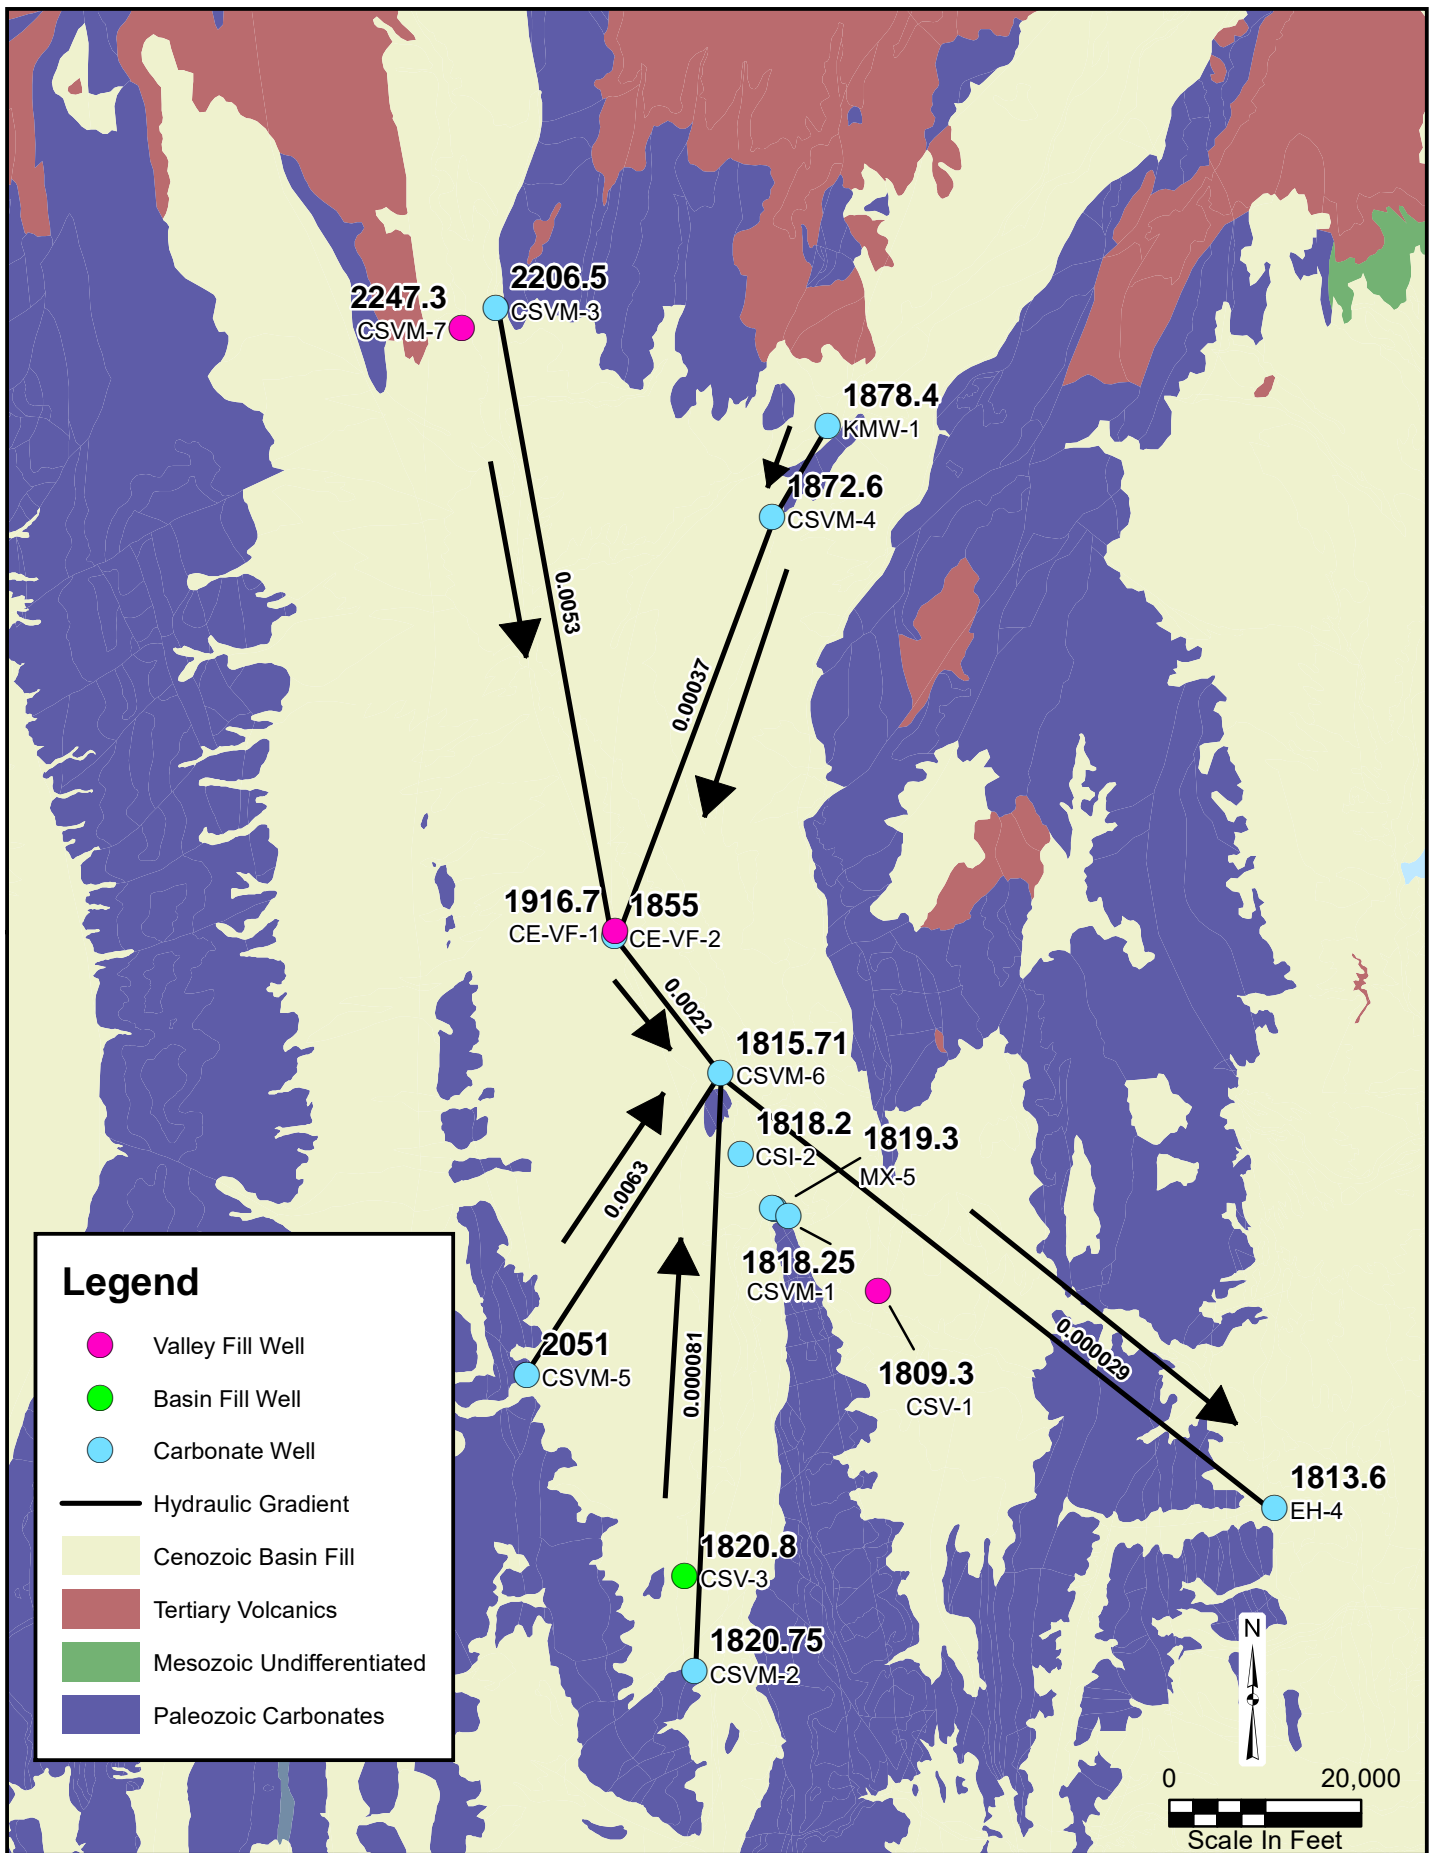 2206.5
CSVM-3
2247.3
CSVM-7
1878.4
KMW-1
1872.6
CSVM-4
0.0053
0.00037
1916.7
CE-VF-1
1855
CE-VF-2
0.0022
1815.71
CSVM-6
1818.2
CSI-2
1819.3
MX-5
0.0063
1818.25
CSVM-1
1809.3
CSV-1
2051
CSVM-5
0.000081
0.000029
1813.6
EH-4
1820.8
CSV-3
1820.75
CSVM-2
Legend
Valley Fill Well
Basin Fill Well
Carbonate Well
Hydraulic Gradient
Cenozoic Basin Fill
Tertiary Volcanics
Mesozoic Undifferentiated
Paleozoic Carbonates
N
0 20,000
Scale In Feet